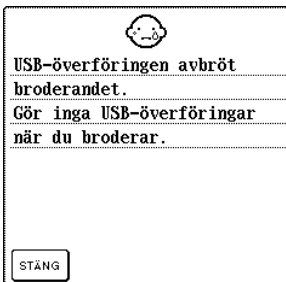 USB-överföringen avbröt
broderandet.
Gör inga USB-överföringar
när du broderar.
STÄNG